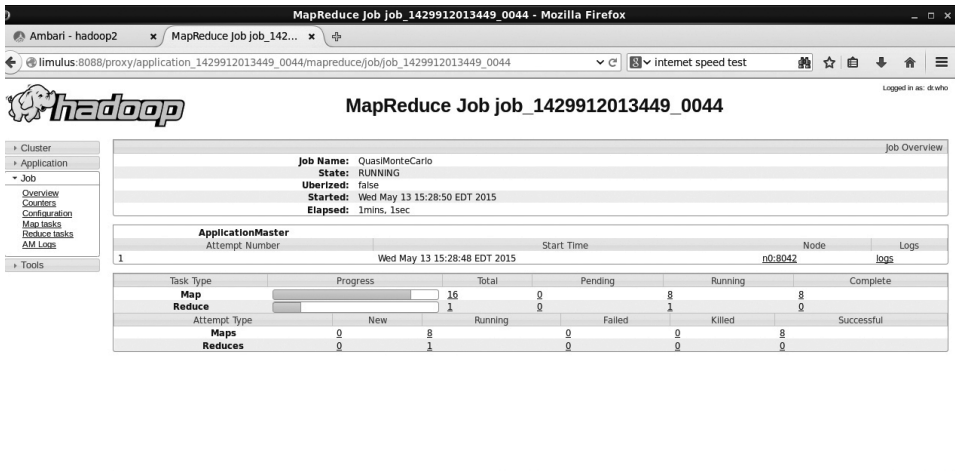 MapReduce Job job_1429912013449_0044 - Mozilla Firefox
Ambari - hadoop2 MapReduce Job job_142...
limulus:8088/proxy/application_1429912013449_0044/mapreduce/job/job_1429912013449_0044 internet speed test
Logged in as: dr.who
hadoop
MapReduce Job job_1429912013449_0044
Cluster
Application
Job
Overview
Counters
Configuration
Map tasks
Reduce tasks
AM Logs
Tools
Job Overview
Job Name: QuasiMonteCarlo
State: RUNNING
Uberized: false
Started: Wed May 13 15:28:50 EDT 2015
Elapsed: 1mins, 1sec
ApplicationMaster
Attempt Number Start Time Node Logs
1 Wed May 13 15:28:48 EDT 2015 n0:8042 logs
Task Type Progress Total Pending Running Complete
Map 16 0 8 8
Reduce 1 0 1 0
Attempt Type New Running Failed Killed Successful
Maps 0 8 0 0 8
Reduces 0 1 0 0 0